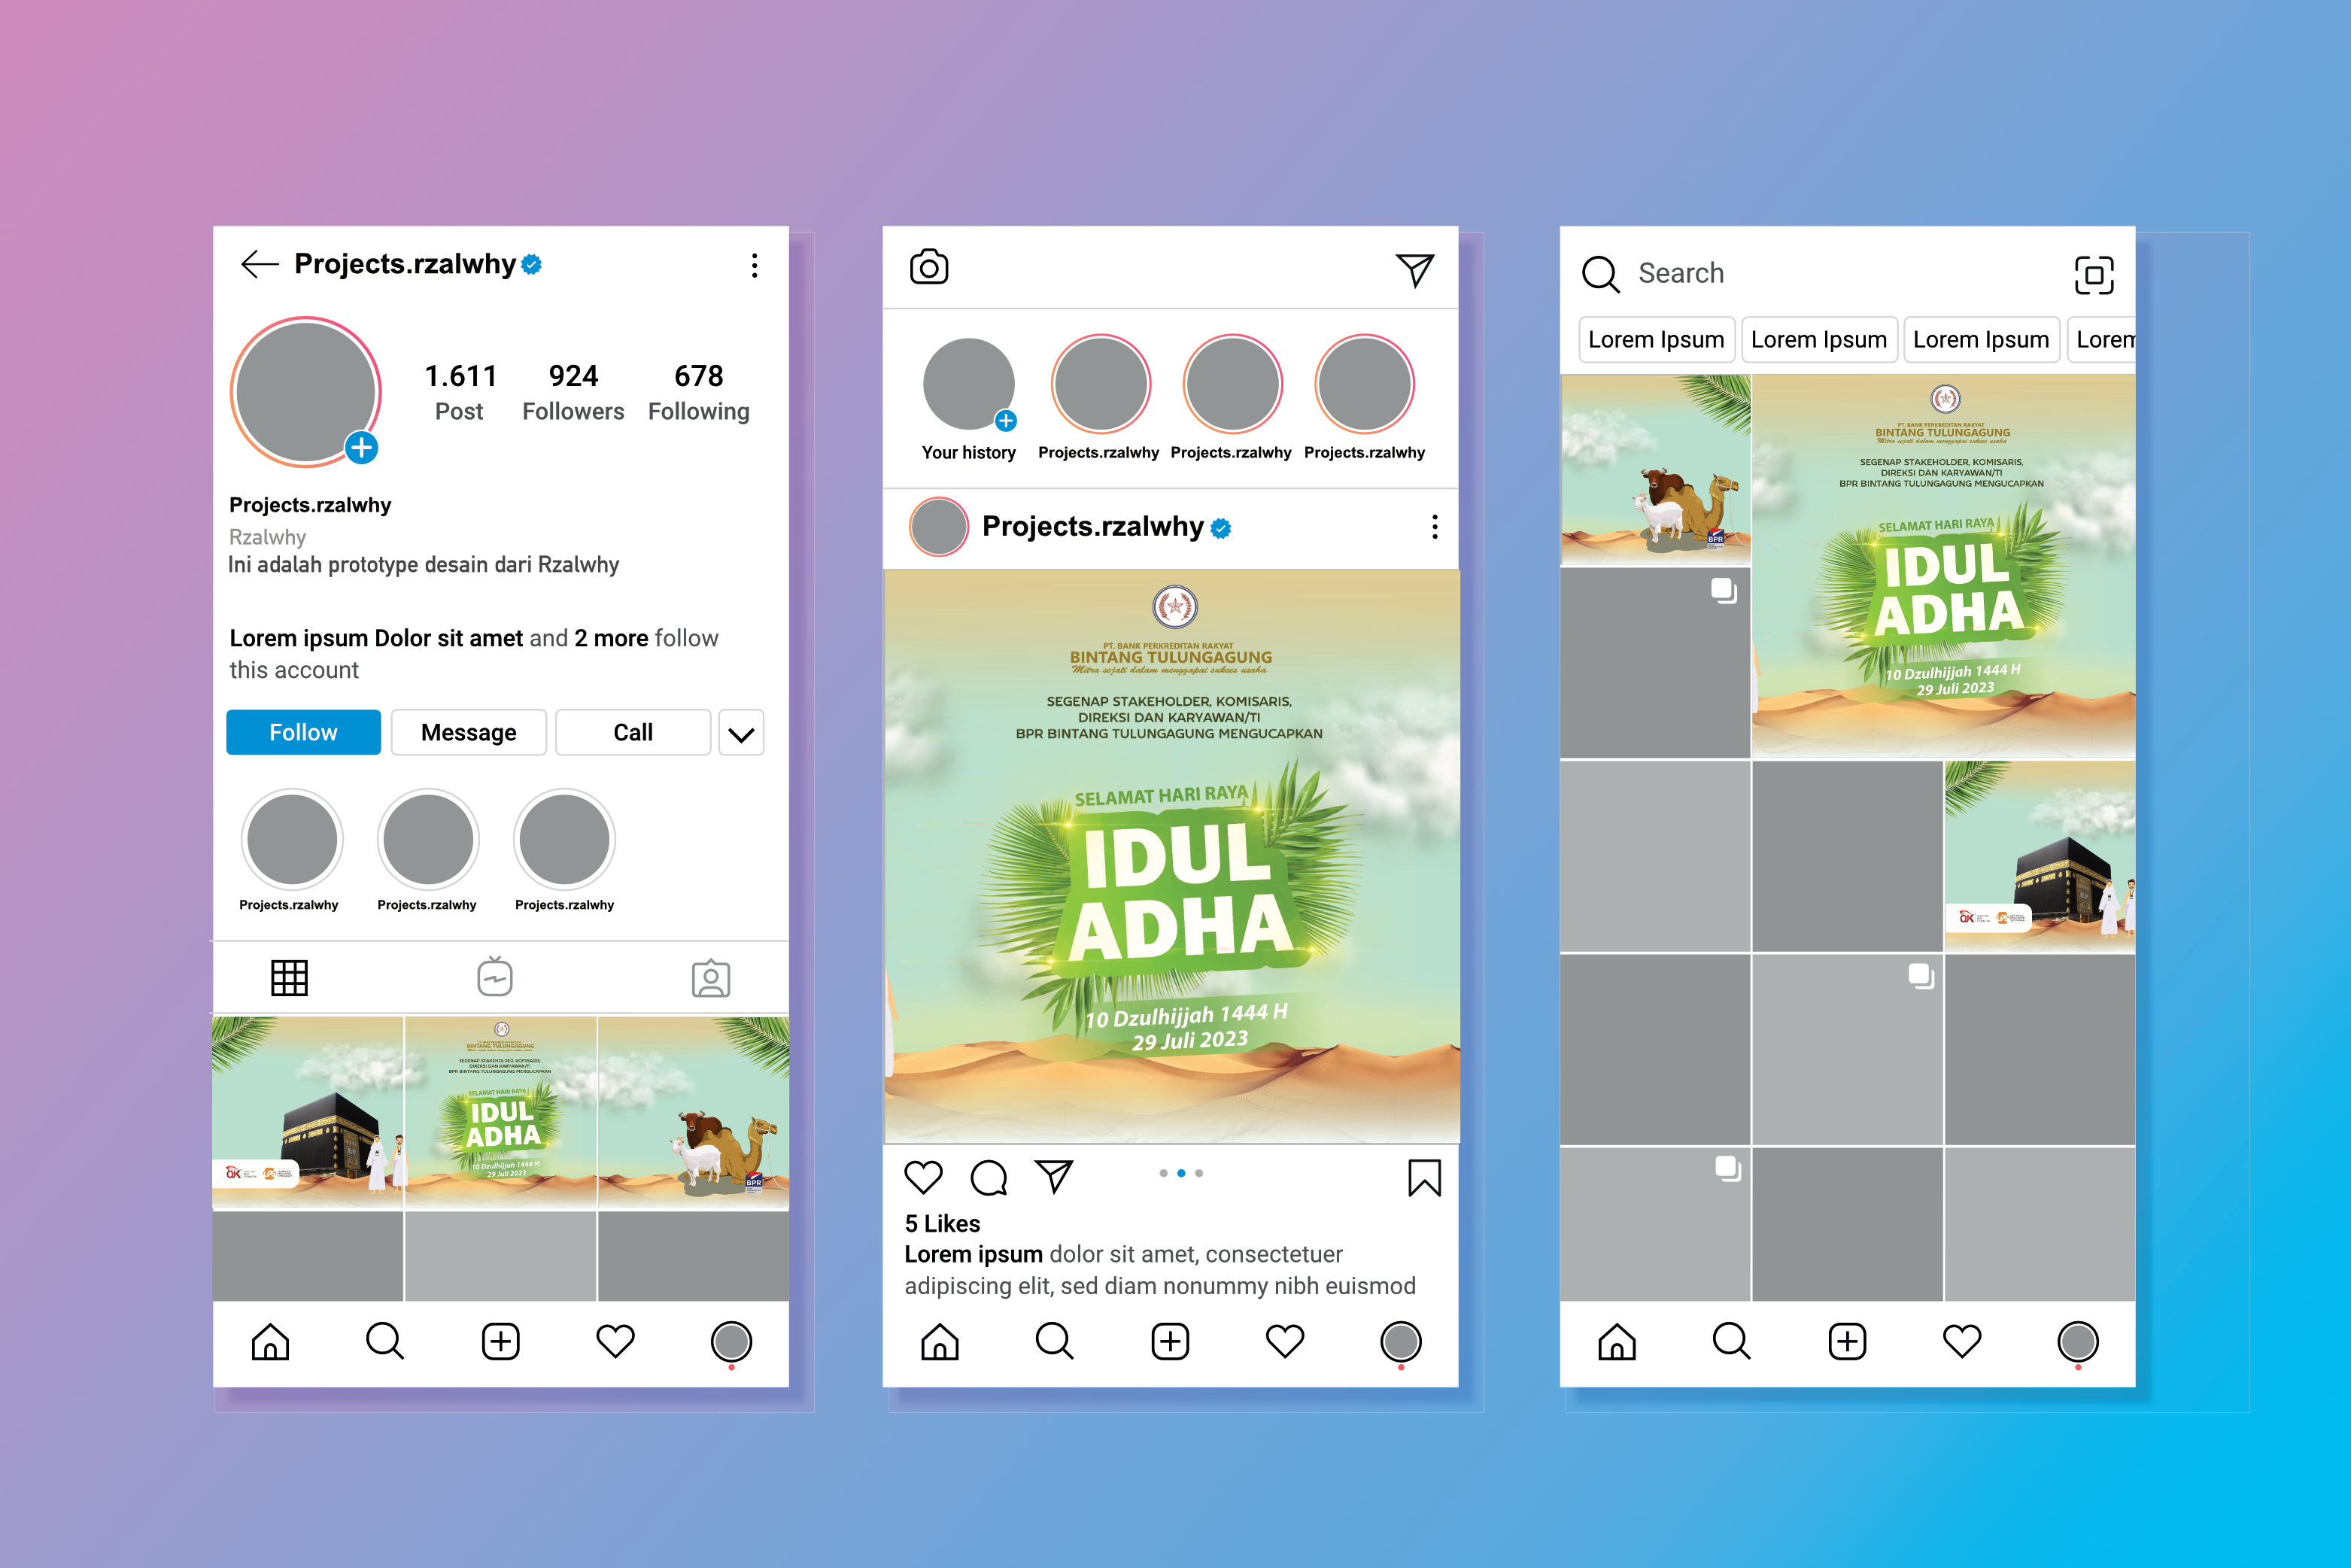 Projects.rzalwhy
1.611 924 678
Post Followers Following
Projects.rzalwhy
Rzalwhy
Ini adalah prototype desain dari Rzalwhy
Lorem ipsum Dolor sit amet and 2 more follow
this account
Follow Message Call
Projects.rzalwhy Projects.rzalwhy Projects.rzalwhy
BINTANG TULUNGAGUNG
SEGENAP STAKEHOLDER, KOMISARIS,
DIREKSI DAN KARYAWAN/TI
BPR BINTANG TULUNGAGUNG MENGUCAPKAN
SELAMAT HARI RAYA
IDUL
ADHA
10 Dzulhijjah 1444 H
29 Juli 2023
QK
BPR
Your history Projects.rzalwhy Projects.rzalwhy Projects.rzalwhy
Projects.rzalwhy
PT. BANK PERKREDITAN RAKYAT
BINTANG TULUNGAGUNG
Mitra sejati dalam menggapai sukses usaha
SEGENAP STAKEHOLDER, KOMISARIS,
DIREKSI DAN KARYAWAN/TI
BPR BINTANG TULUNGAGUNG MENGUCAPKAN
SELAMAT HARI RAYA
IDUL
ADHA
10 Dzulhijjah 1444 H
29 Juli 2023
5 Likes
Lorem ipsum dolor sit amet, consectetuer
adipiscing elit, sed diam nonummy nibh euismod
Search
Lorem Ipsum Lorem Ipsum Lorem Ipsum Lorem
BPR
PT. BANK PERKREDITAN RAKYAT
BINTANG TULUNGAGUNG
Mitra sejati dalam menggapai sukses usaha
SEGENAP STAKEHOLDER, KOMISARIS,
DIREKSI DAN KARYAWAN/TI
BPR BINTANG TULUNGAGUNG MENGUCAPKAN
SELAMAT HARI RAYA
IDUL
ADHA
10 Dzulhijjah 1444 H
29 Juli 2023
QK